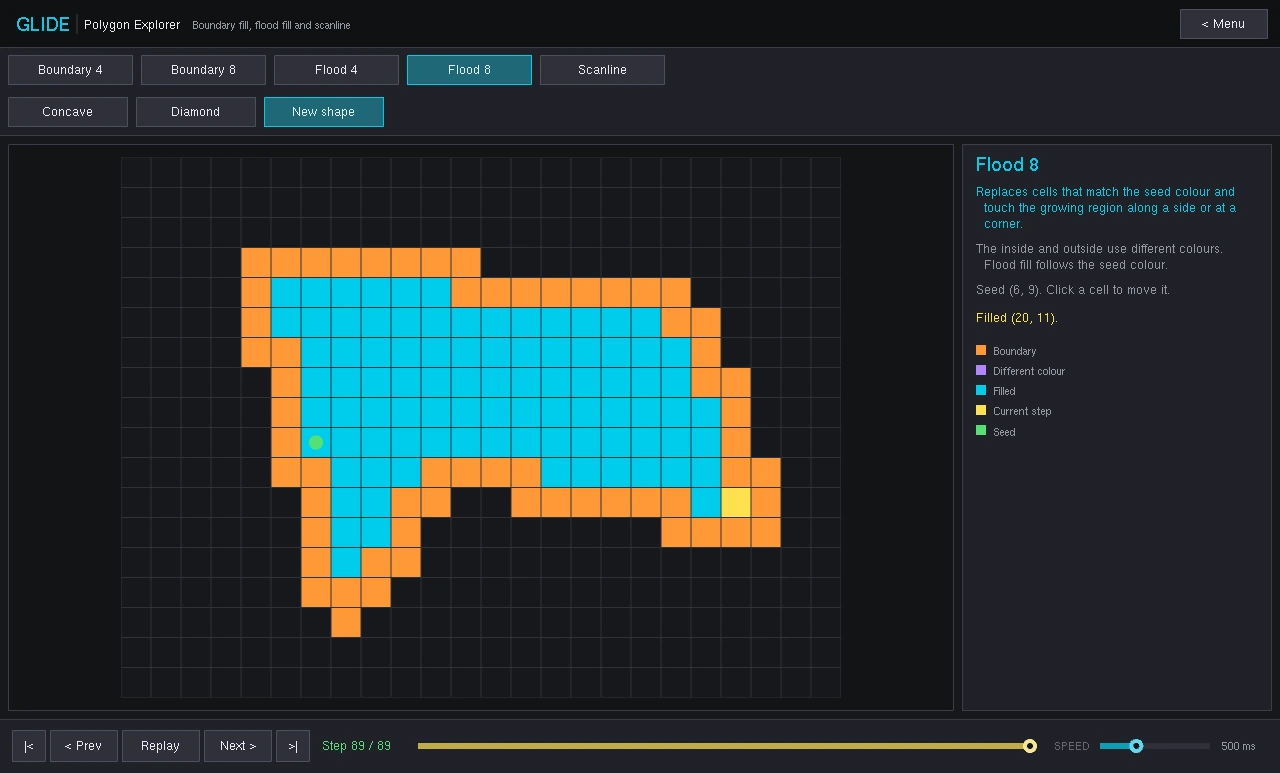 GLIDE Polygon Explorer Boundary fill, flood fill and scanline < Menu
Boundary 4 Boundary 8 Flood 4 Flood 8 Scanline
Concave Diamond New shape
Flood 8
Replaces cells that match the seed colour and
touch the growing region along a side or at a
corner.
The inside and outside use different colours.
Flood fill follows the seed colour.
Seed (6, 9). Click a cell to move it.
Filled (20, 11).
Boundary
Different colour
Filled
Current step
Seed
|< < Prev Replay Next > >| Step 89 / 89 SPEED 500 ms